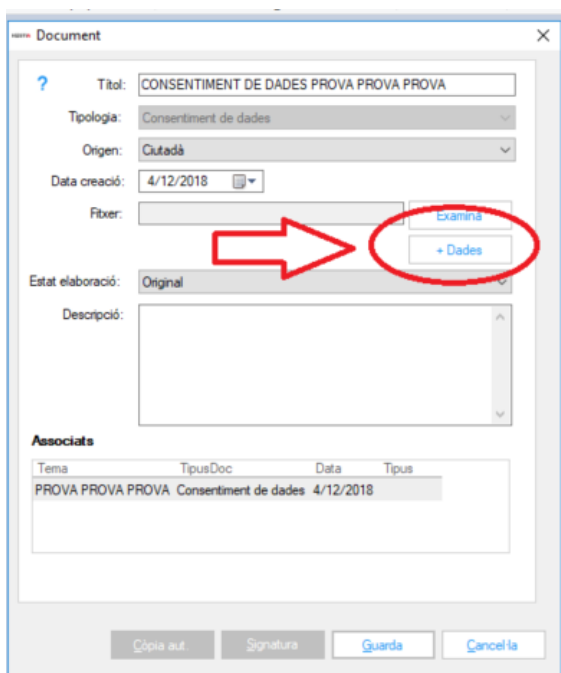 Document
? Títol: CONSENTIMENT DE DADES PROVA PROVA PROVA
Tipologia: Consentiment de dades
Origen: Ciutadà
Data creació: 4/12/2018
Fitxer: Examina
+ Dades
Estat elaboració: Original
Descripció:
Associats
Tema TipusDoc Data Tipus
PROVA PROVA PROVA Consentiment de dades 4/12/2018
Còpia aut. Signatura Guarda Cancel·la